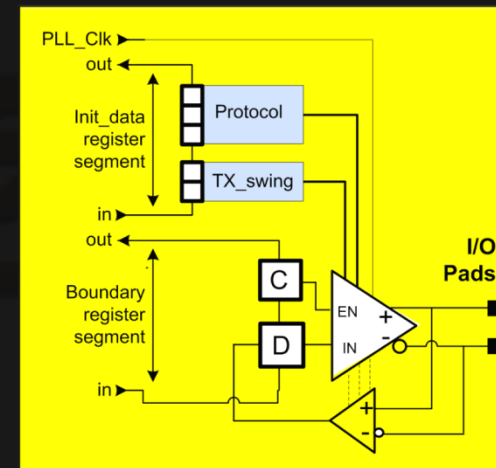 PLL_Clk
out
Init_data
register
segment
Protocol
TX_swing
in
out
I/O
Pads
Boundary
register
segment
C
EN
+
-
D
IN
in
+
-